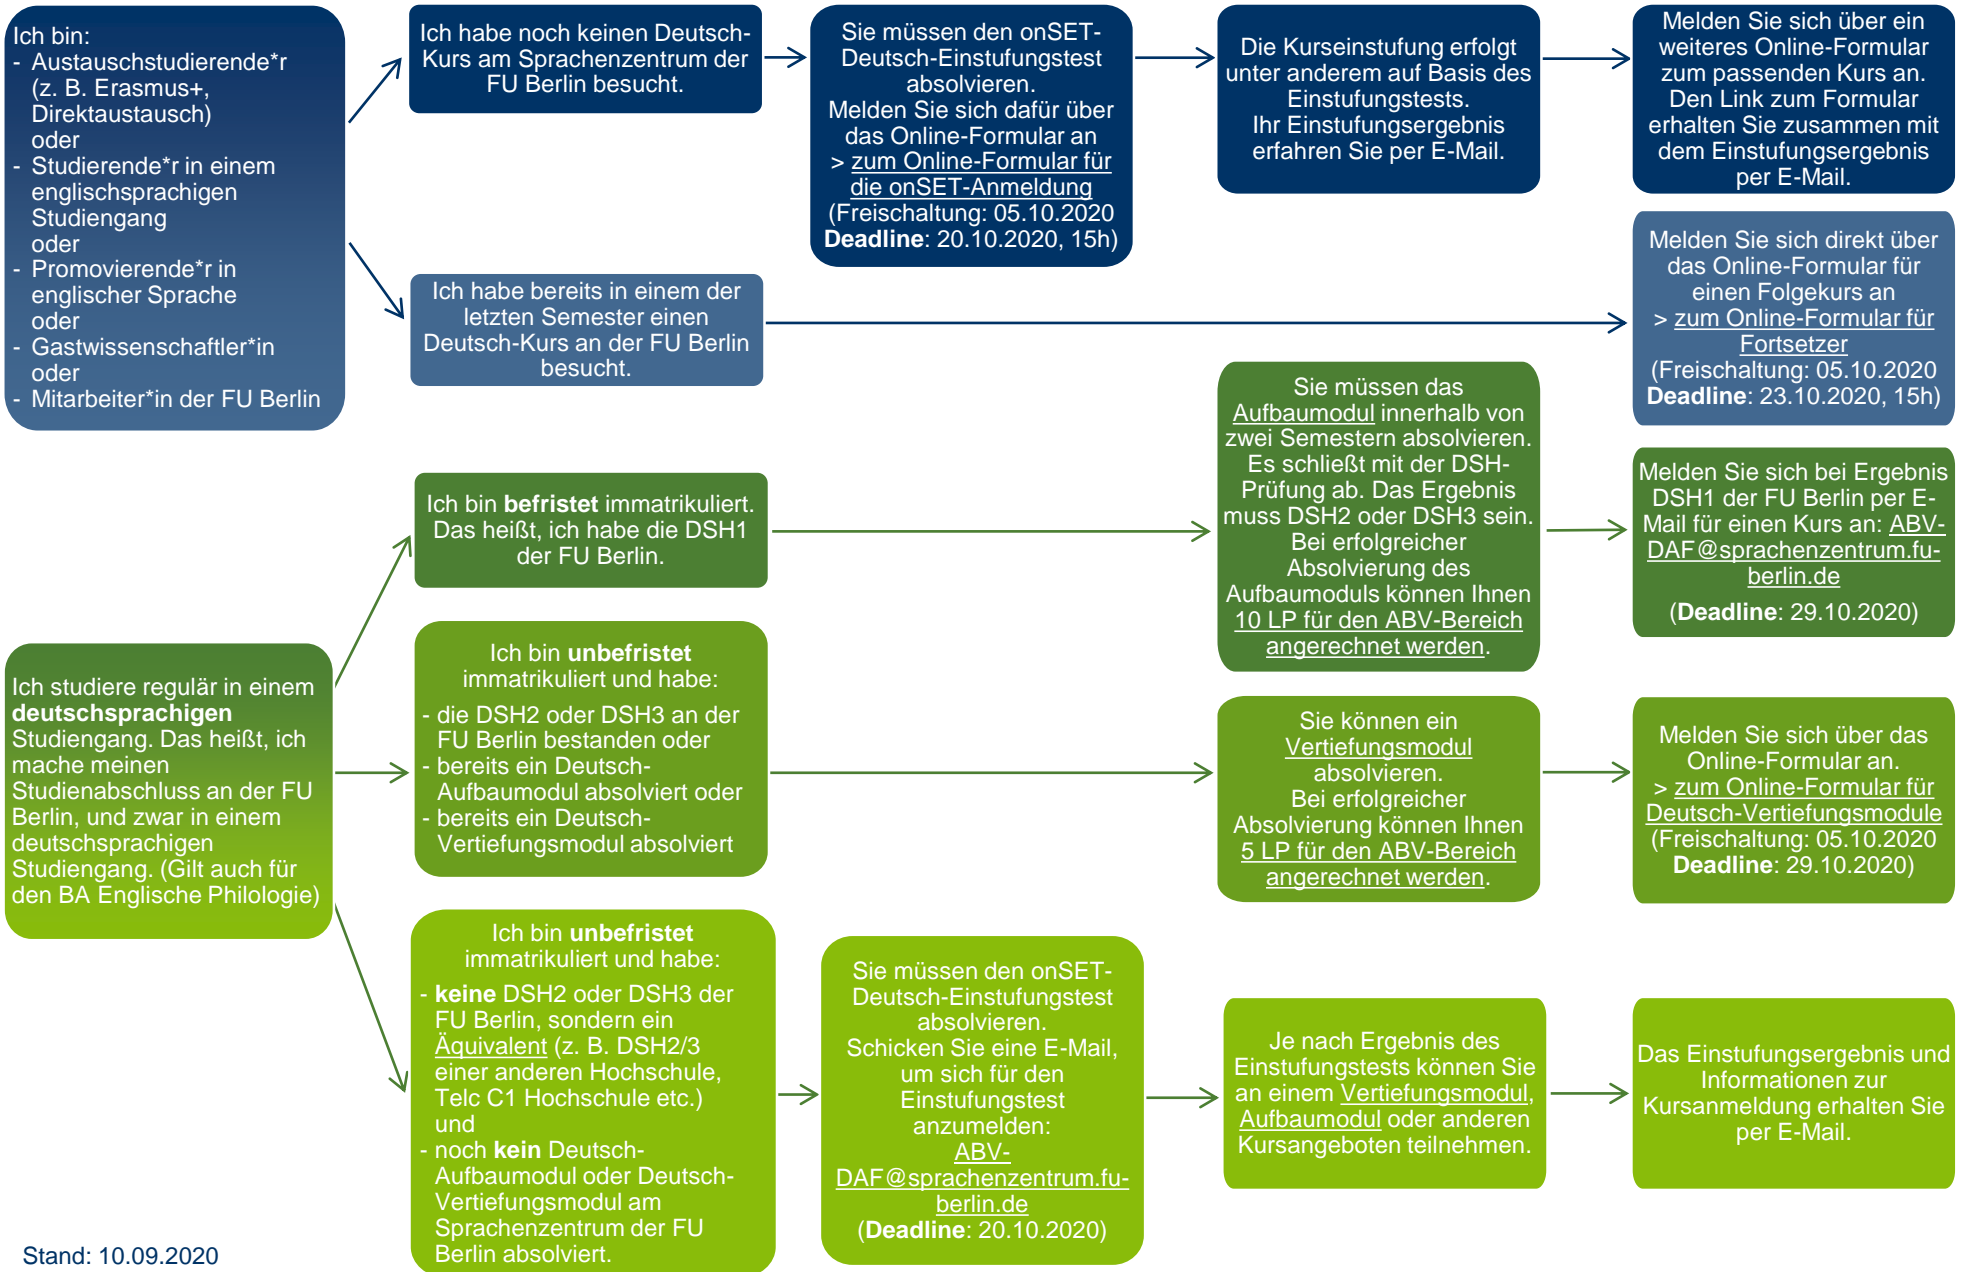 Ich bin:
- Austauschstudierende*r
(z. B. Erasmus+,
Direktaustausch)
oder
- Studierende*r in einem
englischsprachigen
Studiengang
oder
- Promovierende*r in
englischer Sprache
oder
- Gastwissenschaftler*in
oder
- Mitarbeiter*in der FU Berlin
Ich habe noch keinen Deutsch-
Kurs am Sprachenzentrum der
FU Berlin besucht.
Sie müssen den onSET-
Deutsch-Einstufungstest
absolvieren.
Melden Sie sich dafür über
das Online-Formular an
> zum Online-Formular für
die onSET-Anmeldung
(Freischaltung: 05.10.2020
Deadline: 20.10.2020, 15h)
Die Kurseinstufung erfolgt
unter anderem auf Basis des
Einstufungstests.
Ihr Einstufungsergebnis
erfahren Sie per E-Mail.
Melden Sie sich über ein
weiteres Online-Formular
zum passenden Kurs an.
Den Link zum Formular
erhalten Sie zusammen mit
dem Einstufungsergebnis
per E-Mail.
Ich habe bereits in einem der
letzten Semester einen
Deutsch-Kurs an der FU Berlin
besucht.
Melden Sie sich direkt über
das Online-Formular für
einen Folgekurs an
> zum Online-Formular für
Fortsetzer
(Freischaltung: 05.10.2020
Deadline: 23.10.2020, 15h)
Ich studiere regulär in einem
deutschsprachigen
Studiengang. Das heißt, ich
mache meinen
Studienabschluss an der FU
Berlin, und zwar in einem
deutschsprachigen
Studiengang. (Gilt auch für
den BA Englische Philologie)
Ich bin befristet immatrikuliert.
Das heißt, ich habe die DSH1
der FU Berlin.
Sie müssen das
Aufbaumodul innerhalb von
zwei Semestern absolvieren.
Es schließt mit der DSH-
Prüfung ab. Das Ergebnis
muss DSH2 oder DSH3 sein.
Bei erfolgreicher
Absolvierung des
Aufbaumoduls können Ihnen
10 LP für den ABV-Bereich
angerechnet werden.
Melden Sie sich bei Ergebnis
DSH1 der FU Berlin per E-
Mail für einen Kurs an: ABV-
DAF@sprachenzentrum.fu-
berlin.de
(Deadline: 29.10.2020)
Ich bin unbefristet
immatrikuliert und habe:
- die DSH2 oder DSH3 an der
FU Berlin bestanden oder
- bereits ein Deutsch-
Aufbaumodul absolviert oder
- bereits ein Deutsch-
Vertiefungsmodul absolviert
Sie können ein
Vertiefungsmodul
absolvieren.
Bei erfolgreicher
Absolvierung können Ihnen
5 LP für den ABV-Bereich
angerechnet werden.
Melden Sie sich über das
Online-Formular an.
> zum Online-Formular für
Deutsch-Vertiefungsmodule
(Freischaltung: 05.10.2020
Deadline: 29.10.2020)
Ich bin unbefristet
immatrikuliert und habe:
- keine DSH2 oder DSH3 der
FU Berlin, sondern ein
Äquivalent (z. B. DSH2/3
einer anderen Hochschule,
Telc C1 Hochschule etc.)
und
- noch kein Deutsch-
Aufbaumodul oder Deutsch-
Vertiefungsmodul am
Sprachenzentrum der FU
Berlin absolviert.
Sie müssen den onSET-
Deutsch-Einstufungstest
absolvieren.
Schicken Sie eine E-Mail,
um sich für den
Einstufungstest
anzumelden:
ABV-
DAF@sprachenzentrum.fu-
berlin.de
(Deadline: 20.10.2020)
Je nach Ergebnis des
Einstufungstests können Sie
an einem Vertiefungsmodul,
Aufbaumodul oder anderen
Kursangeboten teilnehmen.
Das Einstufungsergebnis und
Informationen zur
Kursanmeldung erhalten Sie
per E-Mail.
Stand: 10.09.2020